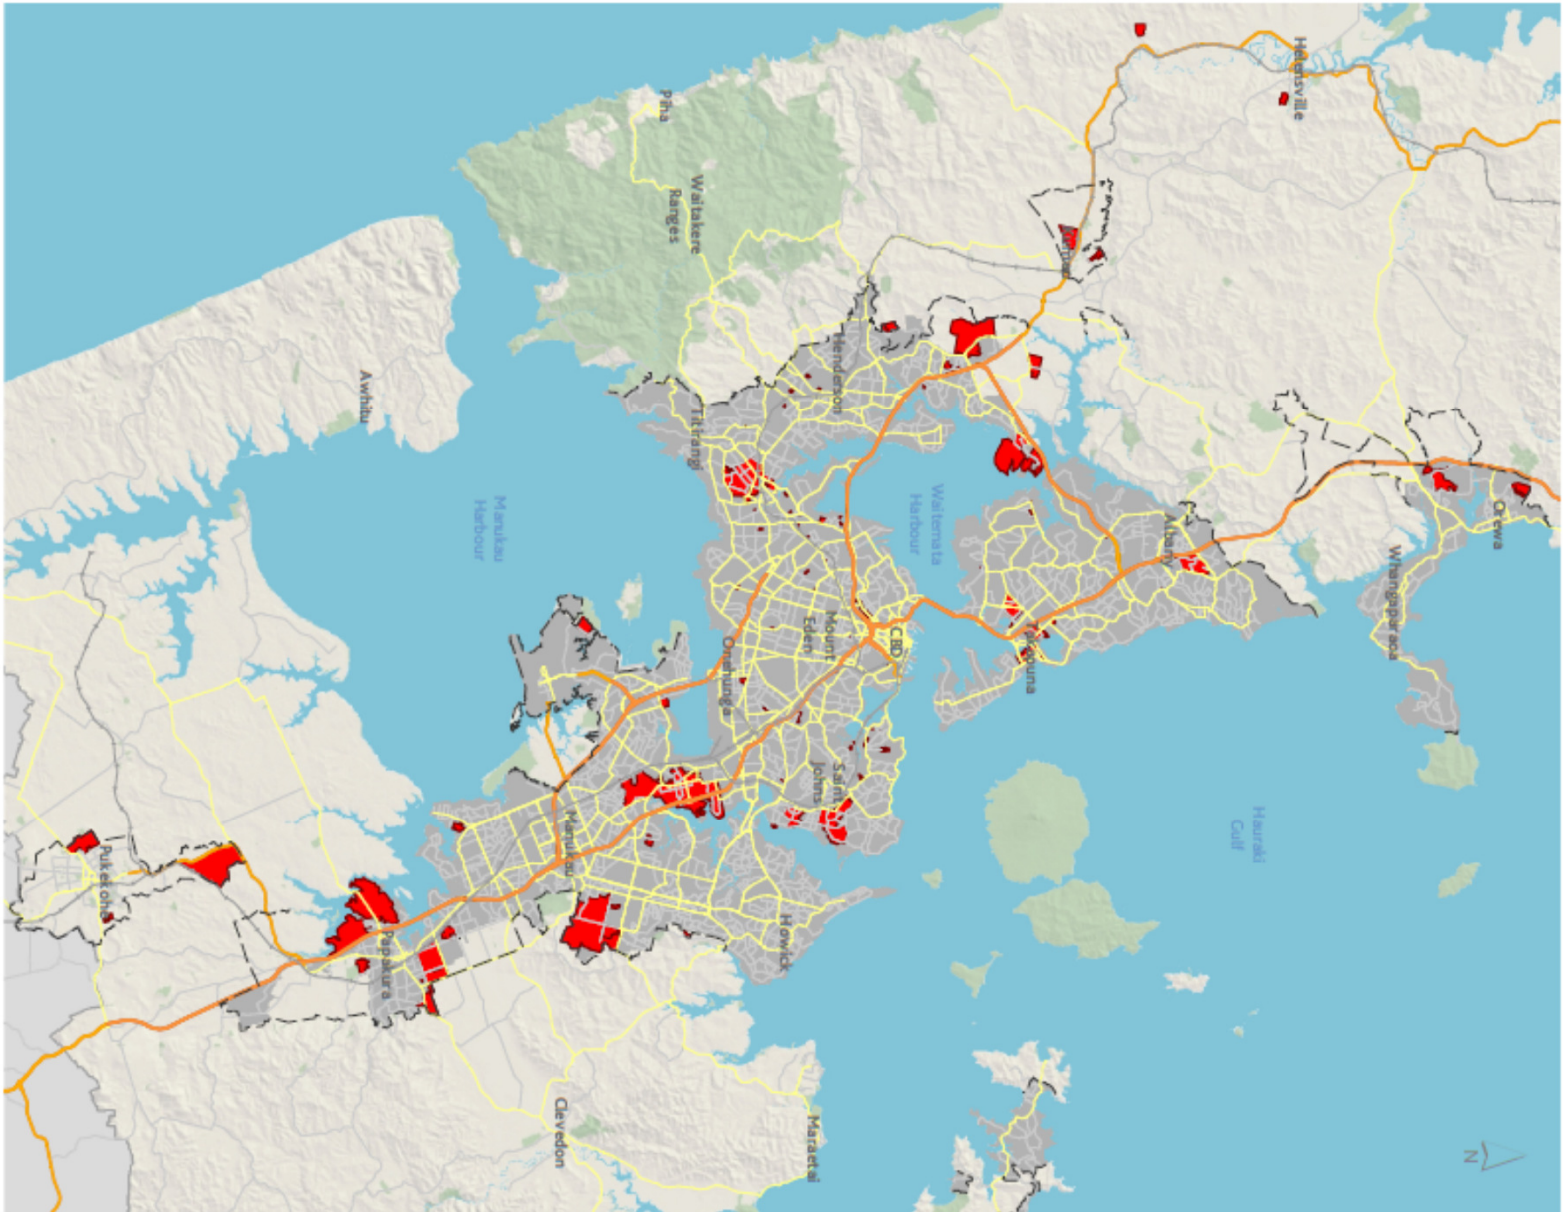 Orewa
N
Whangaparaoa
Helensville
Hauraki
Gulf
Albany
Takapuna
Waitemata
Harbour
CBD
Henderson
Mount
Eden
Saint
Johns
Maraetai
Howick
Onehunga
Waitakere
Ranges
Titirangi
Piha
Manukau
Clevedon
Manukau
Harbour
Papakura
Awhitu
Pukekohe